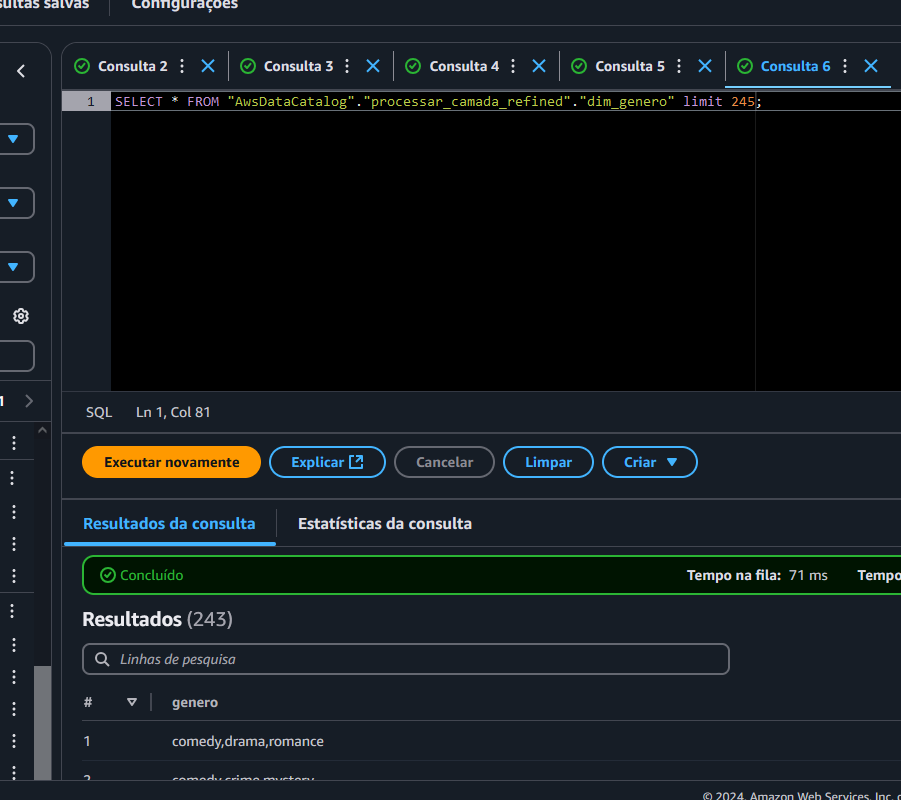 sultas salvas Configurações
Consulta 2 Consulta 3 Consulta 4 Consulta 5 Consulta 6
1 SELECT * FROM "AwsDataCatalog"."processar_camada_refined"."dim_genero" limit 245;
1
SQL Ln 1, Col 81
Executar novamente Explicar Cancelar Limpar Criar
Resultados da consulta Estatísticas da consulta
Concluído Tempo na fila: 71 ms Tempo
Resultados (243)
Linhas de pesquisa
# genero
1 comedy,drama,romance
2 comedy,crime,mystery
© 2024, Amazon Web Services, Inc.